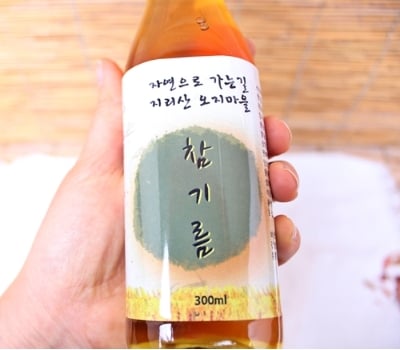 자연으로 가는길
지리산 오지마을
참기름
300ml